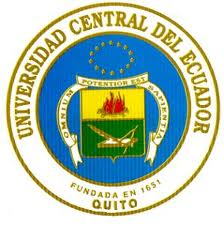 UNIVERSIDAD CENTRAL DEL ECUADOR
OMNIUM POTENTIOR EST SAPIENTIA
FUNDADA EN 1651
QUITO